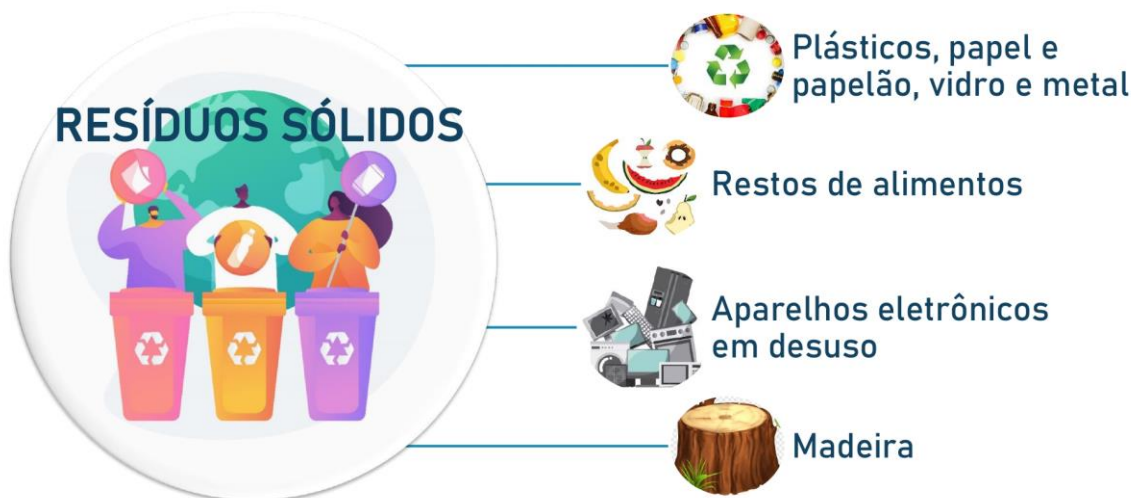 RESÍDUOS SÓLIDOS
Plásticos, papel e
papelão, vidro e metal
Restos de alimentos
Aparelhos eletrônicos
em desuso
Madeira